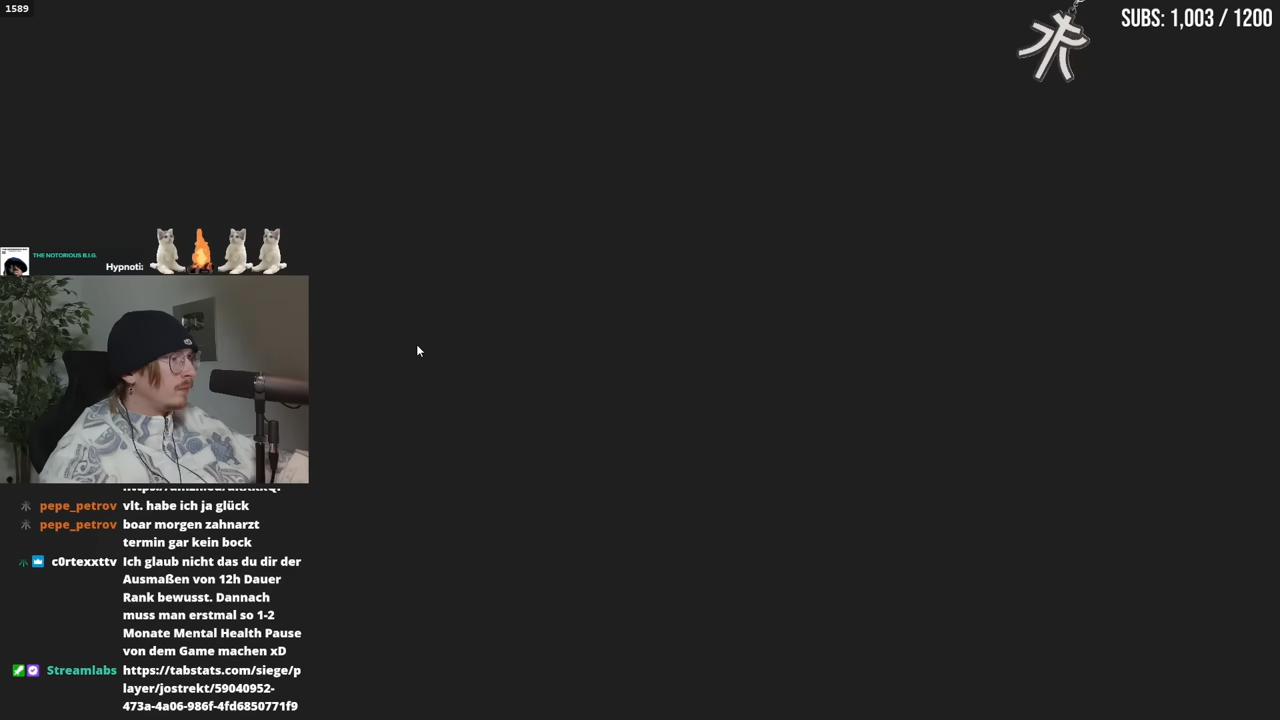 1589
SUBS: 1,003 / 1200
THE NOTORIOUS B.I.G.
Hypnoti:
pepe_petrov vlt. habe ich ja glück
pepe_petrov boar morgen zahnarzt
termin gar kein bock
c0rtexxttv Ich glaub nicht das du dir der
Ausmaßen von 12h Dauer
Rank bewusst. Dannach
muss man erstmal so 1-2
Monate Mental Health Pause
von dem Game machen xD
Streamlabs https://tabstats.com/siege/p
layer/jostrekt/59040952-
473a-4a06-986f-4fd6850771f9